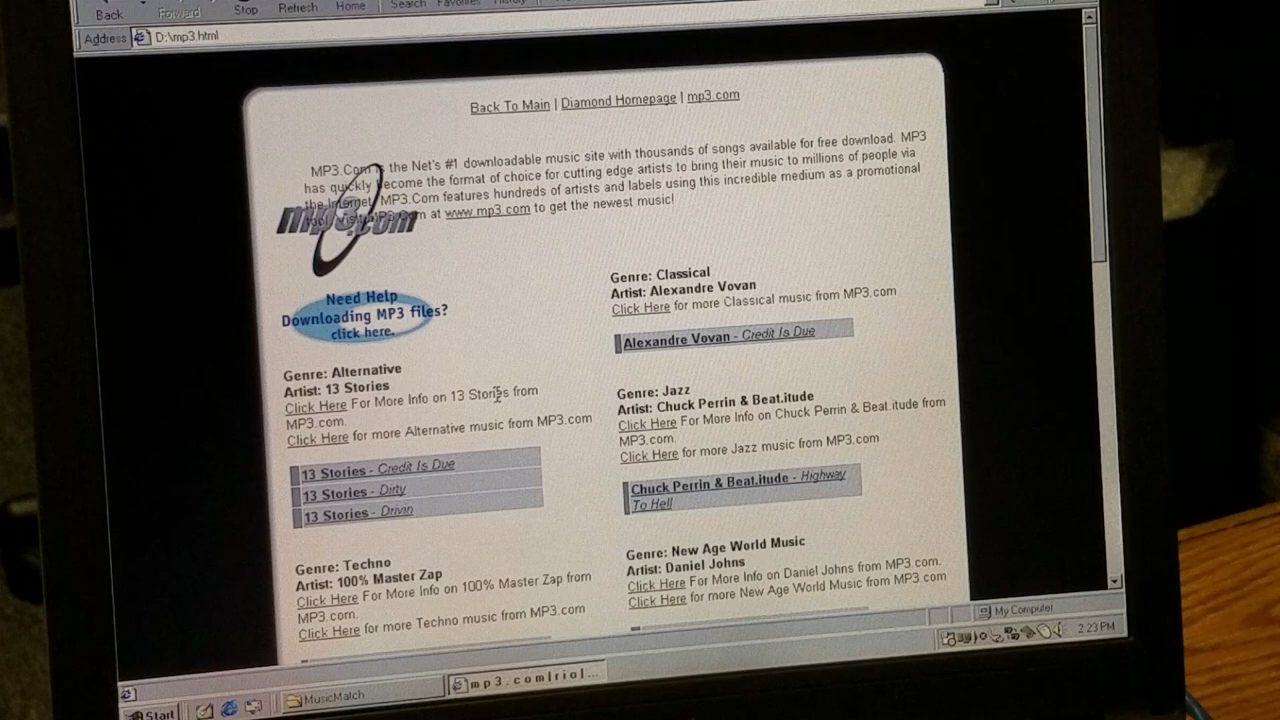 Back Forward Stop Refresh Home Search Favorites History
Address D:\mp3.html
Back To Main | Diamond Homepage | mp3.com
MP3.Com is the Net's #1 downloadable music site with thousands of songs available for free download. MP3
has quickly become the format of choice for cutting edge artists to bring their music to millions of people via
the Internet. MP3.Com features hundreds of artists and labels using this incredible medium as a promotional
tool, visit MP3.Com at www.mp3.com to get the newest music!
mp3.com
Need Help
Downloading MP3 files?
click here.
Genre: Alternative
Artist: 13 Stories
Click Here For More Info on 13 Stories from
MP3.com.
Click Here for more Alternative music from MP3.com
13 Stories - Credit Is Due
13 Stories - Dirty
13 Stories - Drivin
Genre: Techno
Artist: 100% Master Zap
Click Here For More Info on 100% Master Zap from
MP3.com.
Click Here for more Techno music from MP3.com
Genre: Classical
Artist: Alexandre Vovan
Click Here for more Classical music from MP3.com
Alexandre Vovan - Credit Is Due
Genre: Jazz
Artist: Chuck Perrin & Beat.itude
Click Here For More Info on Chuck Perrin & Beat.itude from
MP3.com.
Click Here for more Jazz music from MP3.com
Chuck Perrin & Beat.itude - Highway
To Hell
Genre: New Age World Music
Artist: Daniel Johns
Click Here For More Info on Daniel Johns from MP3.com.
Click Here for more New Age World Music from MP3.com
My Computer
Start MusicMatch mp3.com|riol... 2:23 PM